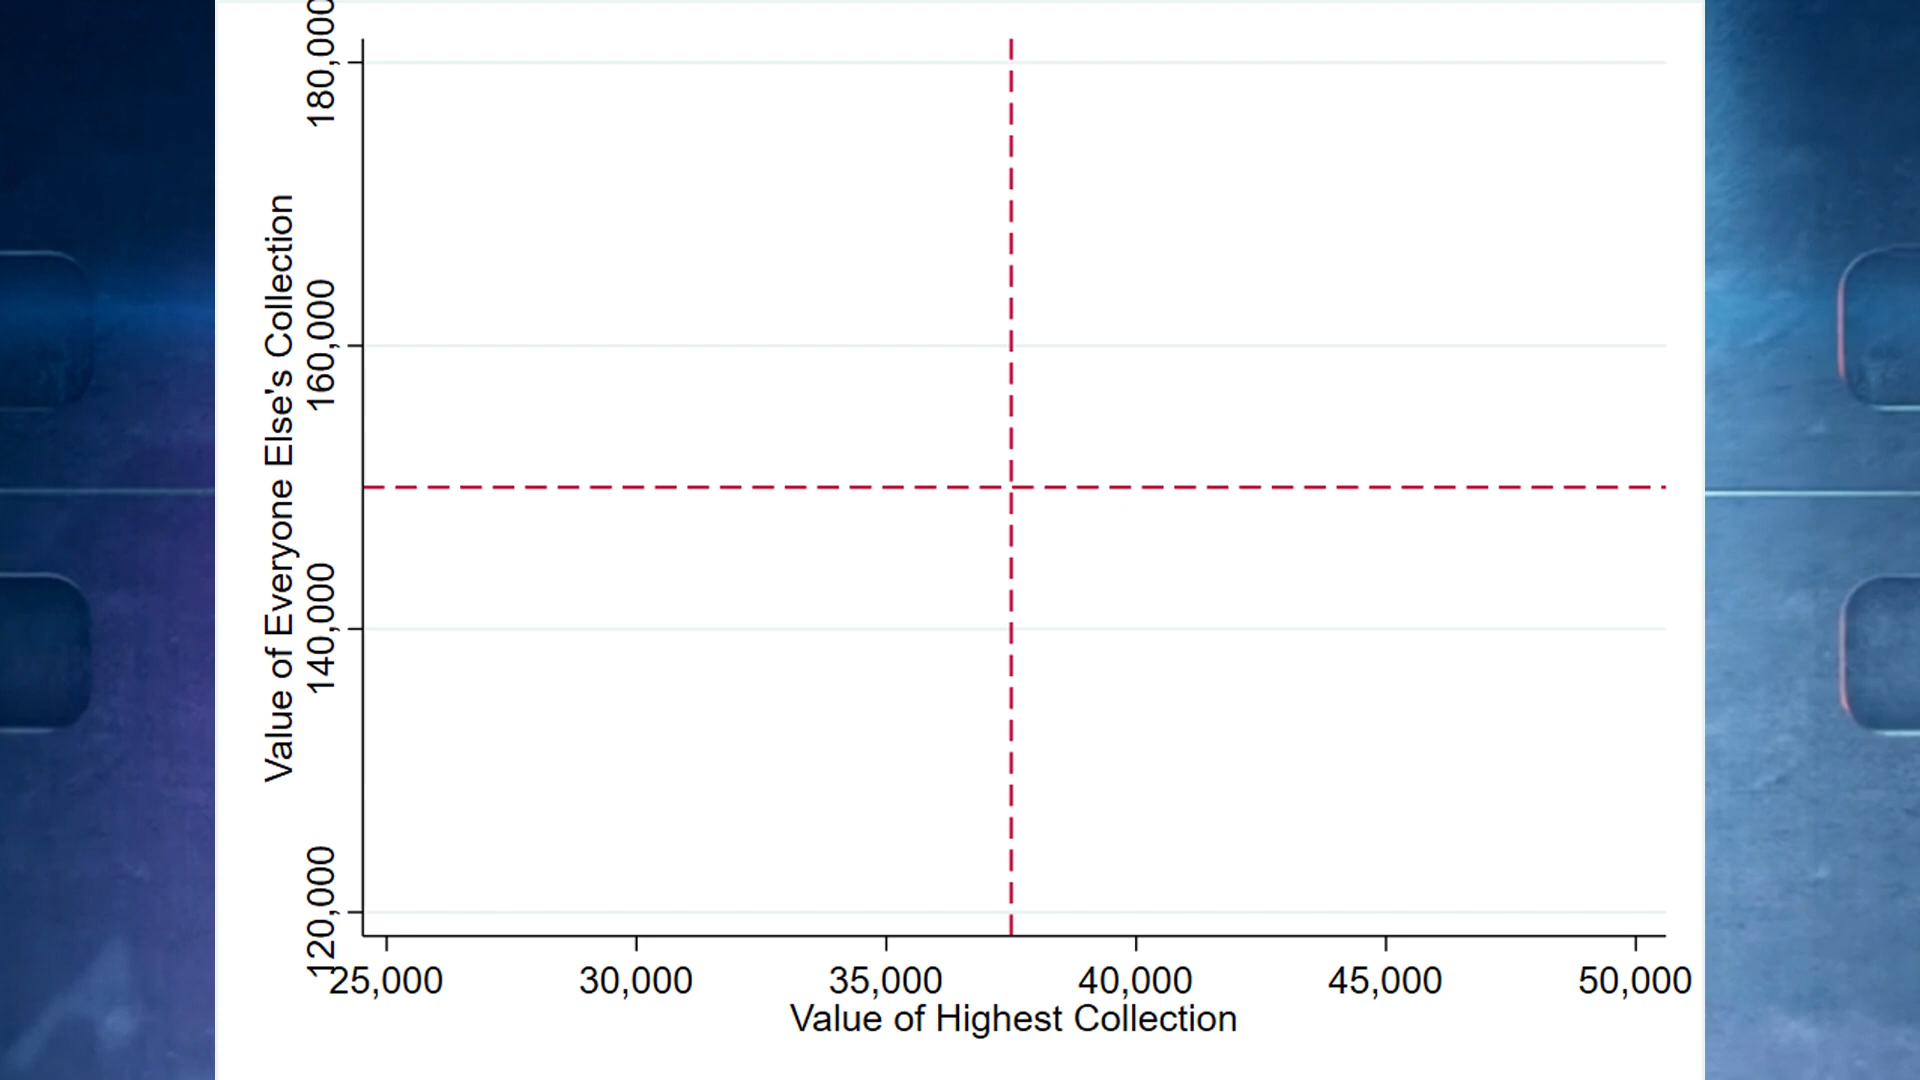 180,000
160,000
140,000
120,000
Value of Everyone Else's Collection
25,000 30,000 35,000 40,000 45,000 50,000
Value of Highest Collection